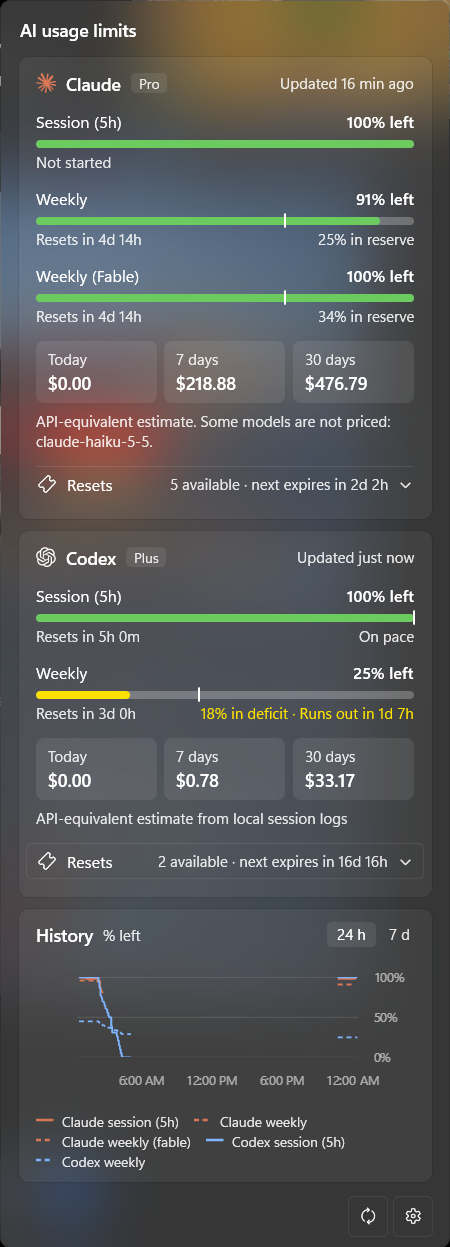 AI usage limits
Claude Pro Updated 16 min ago
Session (5h) 100% left
Not started
Weekly 91% left
Resets in 4d 14h 25% in reserve
Weekly (Fable) 100% left
Resets in 4d 14h 34% in reserve
Today 7 days 30 days
$0.00 $218.88 $476.79
API-equivalent estimate. Some models are not priced:
claude-haiku-5-5.
Resets 5 available · next expires in 2d 2h
Codex Plus Updated just now
Session (5h) 100% left
Resets in 5h 0m On pace
Weekly 25% left
Resets in 3d 0h 18% in deficit · Runs out in 1d 7h
Today 7 days 30 days
$0.00 $0.78 $33.17
API-equivalent estimate from local session logs
Resets 2 available · next expires in 16d 16h
History % left 24 h 7 d
100%
50%
0%
6:00 AM 12:00 PM 6:00 PM 12:00 AM
Claude session (5h) Claude weekly
Claude weekly (fable) Codex session (5h)
Codex weekly